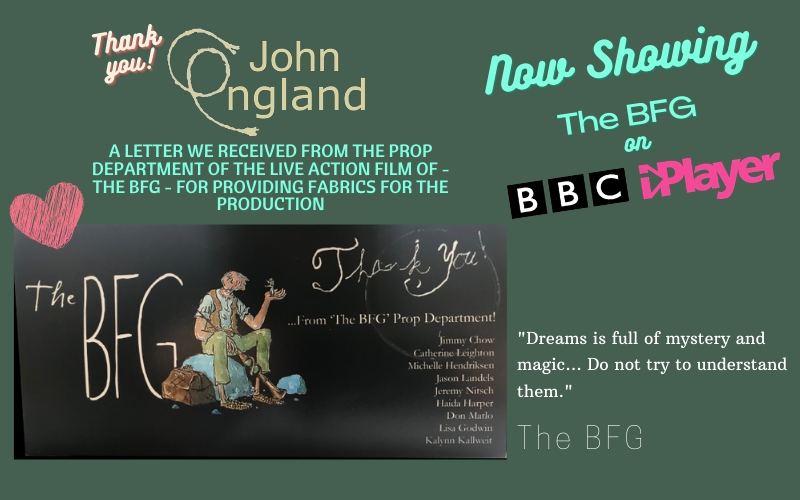 Thank
you!
John
England
A LETTER WE RECEIVED FROM THE PROP
DEPARTMENT OF THE LIVE ACTION FILM OF -
THE BFG - FOR PROVIDING FABRICS FOR THE
PRODUCTION
Now Showing
The BFG
on
BBC iPlayer
The BFG
Thank You!
...From 'The BFG' Prop Department!
Jimmy Chow
Catherine Leighton
Michelle Hendriksen
Jason Landels
Jeremy Nitsch
Haida Harper
Don Matlo
Lisa Godwin
Kalynn Kallweit
"Dreams is full of mystery and
magic... Do not try to understand
them."
The BFG